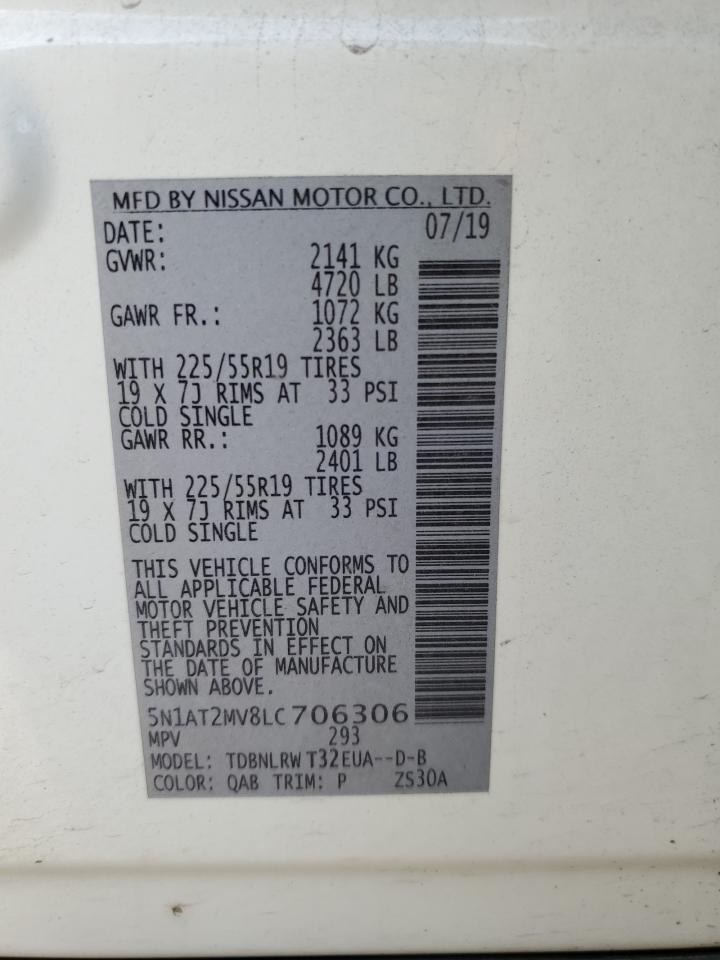 MFD BY NISSAN MOTOR CO., LTD.
DATE: 07/19
GVWR: 2141 KG
4720 LB
GAWR FR.: 1072 KG
2363 LB
WITH 225/55R19 TIRES
19 X 7J RIMS AT 33 PSI
COLD SINGLE
GAWR RR.: 1089 KG
2401 LB
WITH 225/55R19 TIRES
19 X 7J RIMS AT 33 PSI
COLD SINGLE
THIS VEHICLE CONFORMS TO
ALL APPLICABLE FEDERAL
MOTOR VEHICLE SAFETY AND
THEFT PREVENTION
STANDARDS IN EFFECT ON
THE DATE OF MANUFACTURE
SHOWN ABOVE.
5N1AT2MV8LC706306
MPV 293
MODEL: TDBNLRW T32EUA--D-B
COLOR: QAB TRIM: P ZS30A